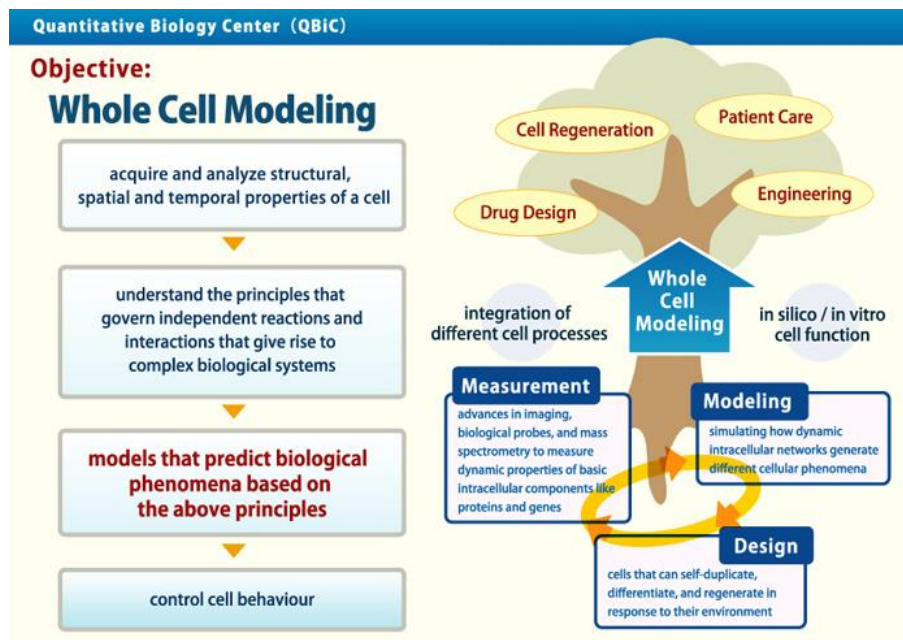 Quantitative Biology Center (QBiC)
Objective:
Whole Cell Modeling
acquire and analyze structural,
spatial and temporal properties of a cell
understand the principles that
govern independent reactions and
interactions that give rise to
complex biological systems
models that predict biological
phenomena based on
the above principles
control cell behaviour
Cell Regeneration
Patient Care
Drug Design
Engineering
Whole
Cell
Modeling
integration of
different cell processes
in silico / in vitro
cell function
Measurement
advances in imaging,
biological probes, and mass
spectrometry to measure
dynamic properties of basic
intracellular components like
proteins and genes
Modeling
simulating how dynamic
intracellular networks generate
different cellular phenomena
Design
cells that can self-duplicate,
differentiate, and regenerate in
response to their environment